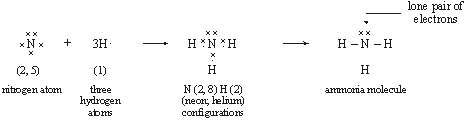 lone pair of
electrons
N + 3H H N H H – N – H
H H
(2, 5) (1) N (2, 8) H (2) ammonia molecule
nitrogen atom three (neon; helium)
hydrogen configurations
atoms